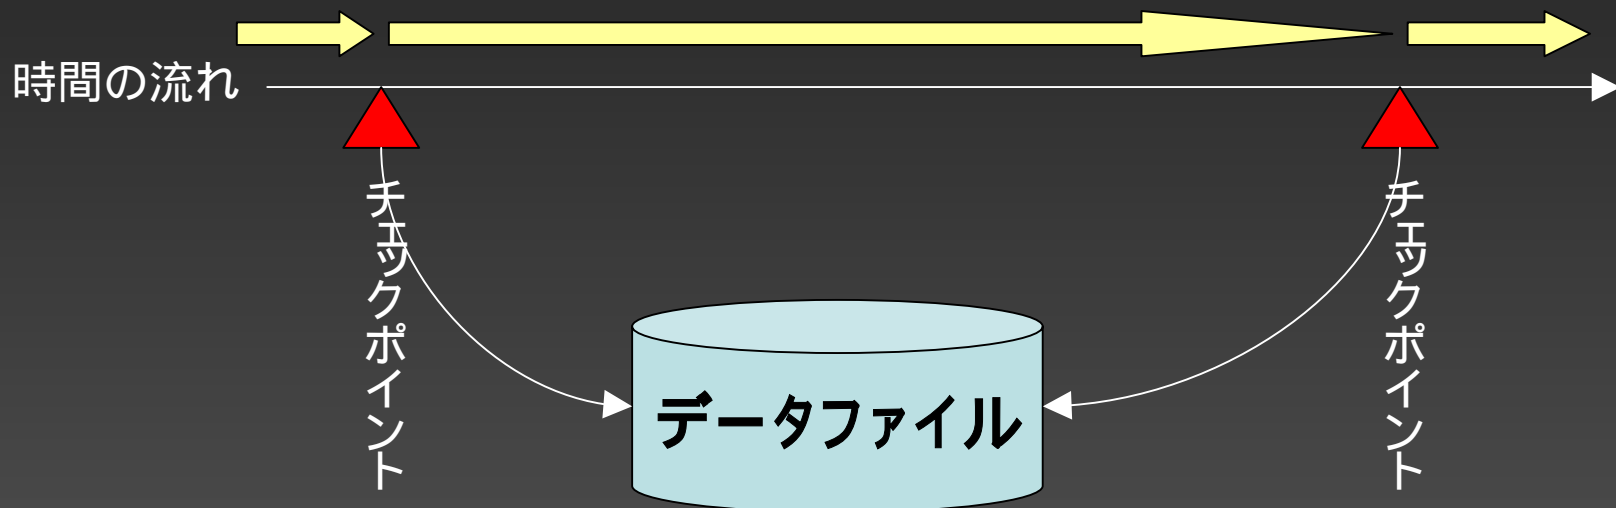 時間の流れ
チェックポイント
チェックポイント
データファイル